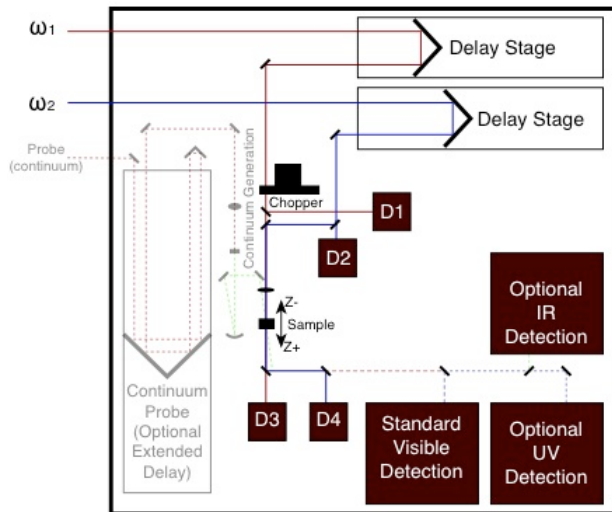 ω1
Delay Stage
ω2
Delay Stage
Probe
(continuum)
Continuum Generation
Chopper
D1
D2
Z-
Sample
Z+
Optional
IR
Detection
Continuum
Probe
(Optional
Extended
Delay)
D3
D4
Standard
Visible
Detection
Optional
UV
Detection